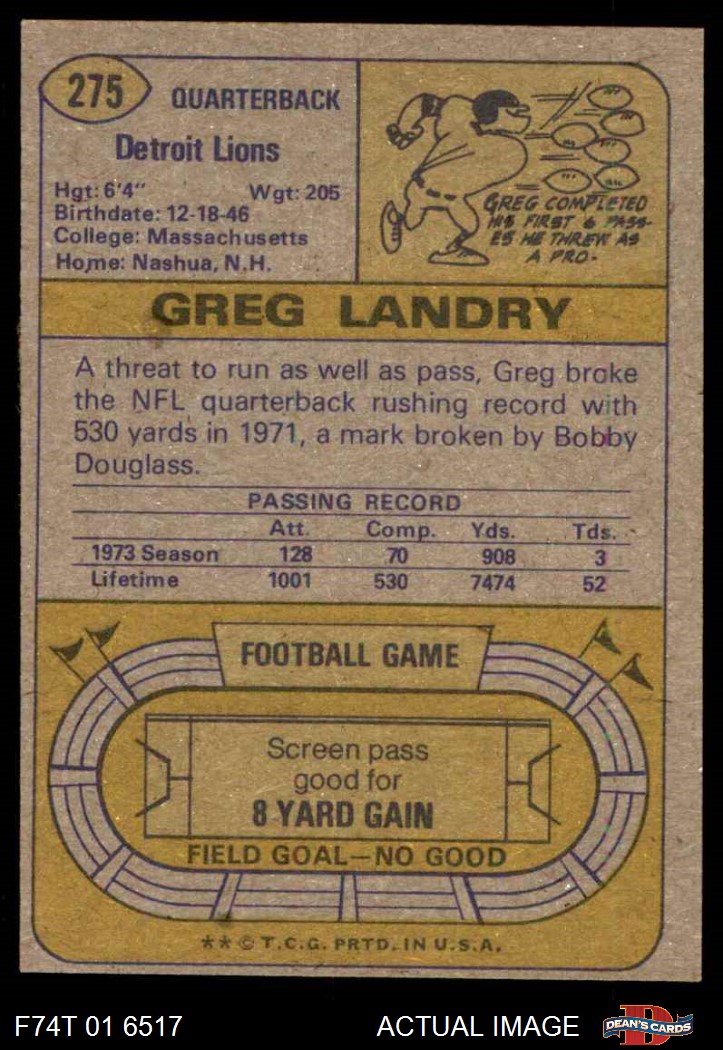 275
QUARTERBACK
Detroit Lions
Hgt: 6'4" Wgt: 205
Birthdate: 12-18-46
College: Massachusetts
Home: Nashua, N.H.
GREG COMPLETED
HIS FIRST 6 PASS-
ES HE THREW AS
A PRO.
GREG LANDRY
A threat to run as well as pass, Greg broke
the NFL quarterback rushing record with
530 yards in 1971, a mark broken by Bobby
Douglass.
PASSING RECORD
Att. Comp. Yds. Tds.
1973 Season 128 70 908 3
Lifetime 1001 530 7474 52
FOOTBALL GAME
Screen pass
good for
8 YARD GAIN
FIELD GOAL—NO GOOD
** © T.C.G. PRTD. IN U.S.A.
F74T 01 6517 ACTUAL IMAGE
DEAN'S CARDS